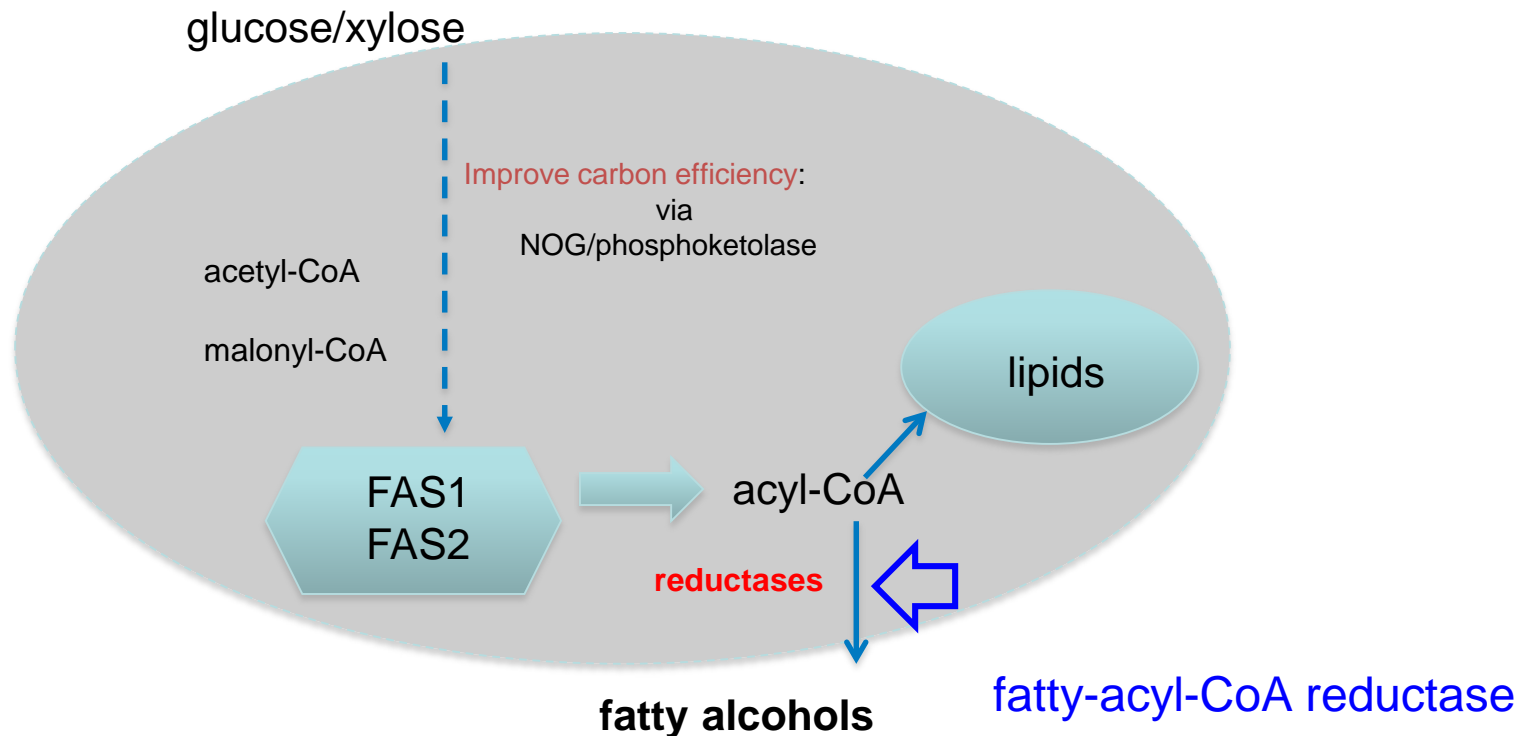 glucose/xylose
Improve carbon efficiency:
via
NOG/phosphoketolase
acetyl-CoA
malonyl-CoA
lipids
FAS1
FAS2
acyl-CoA
reductases
fatty-acyl-CoA reductase
fatty alcohols